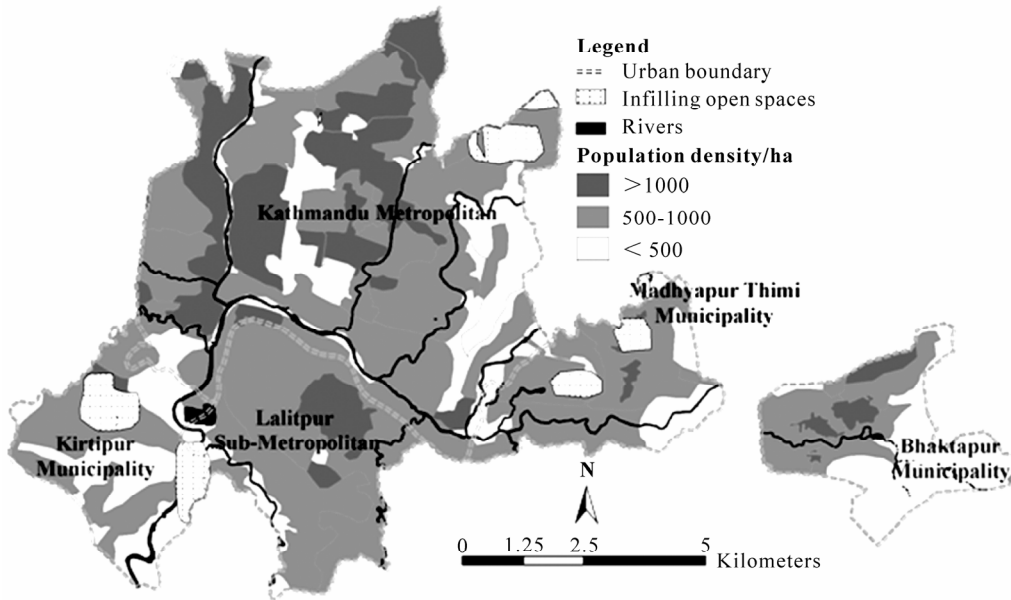 Legend
Urban boundary
Infilling open spaces
Rivers
Population density/ha
>1000
500-1000
< 500
Kathmandu Metropolitan
Madhyapur Thimi
Municipality
Lalitpur
Sub-Metropolitan
Kirtipur
Municipality
Bhaktapur
Municipality
N
0 1.25 2.5 5
Kilometers